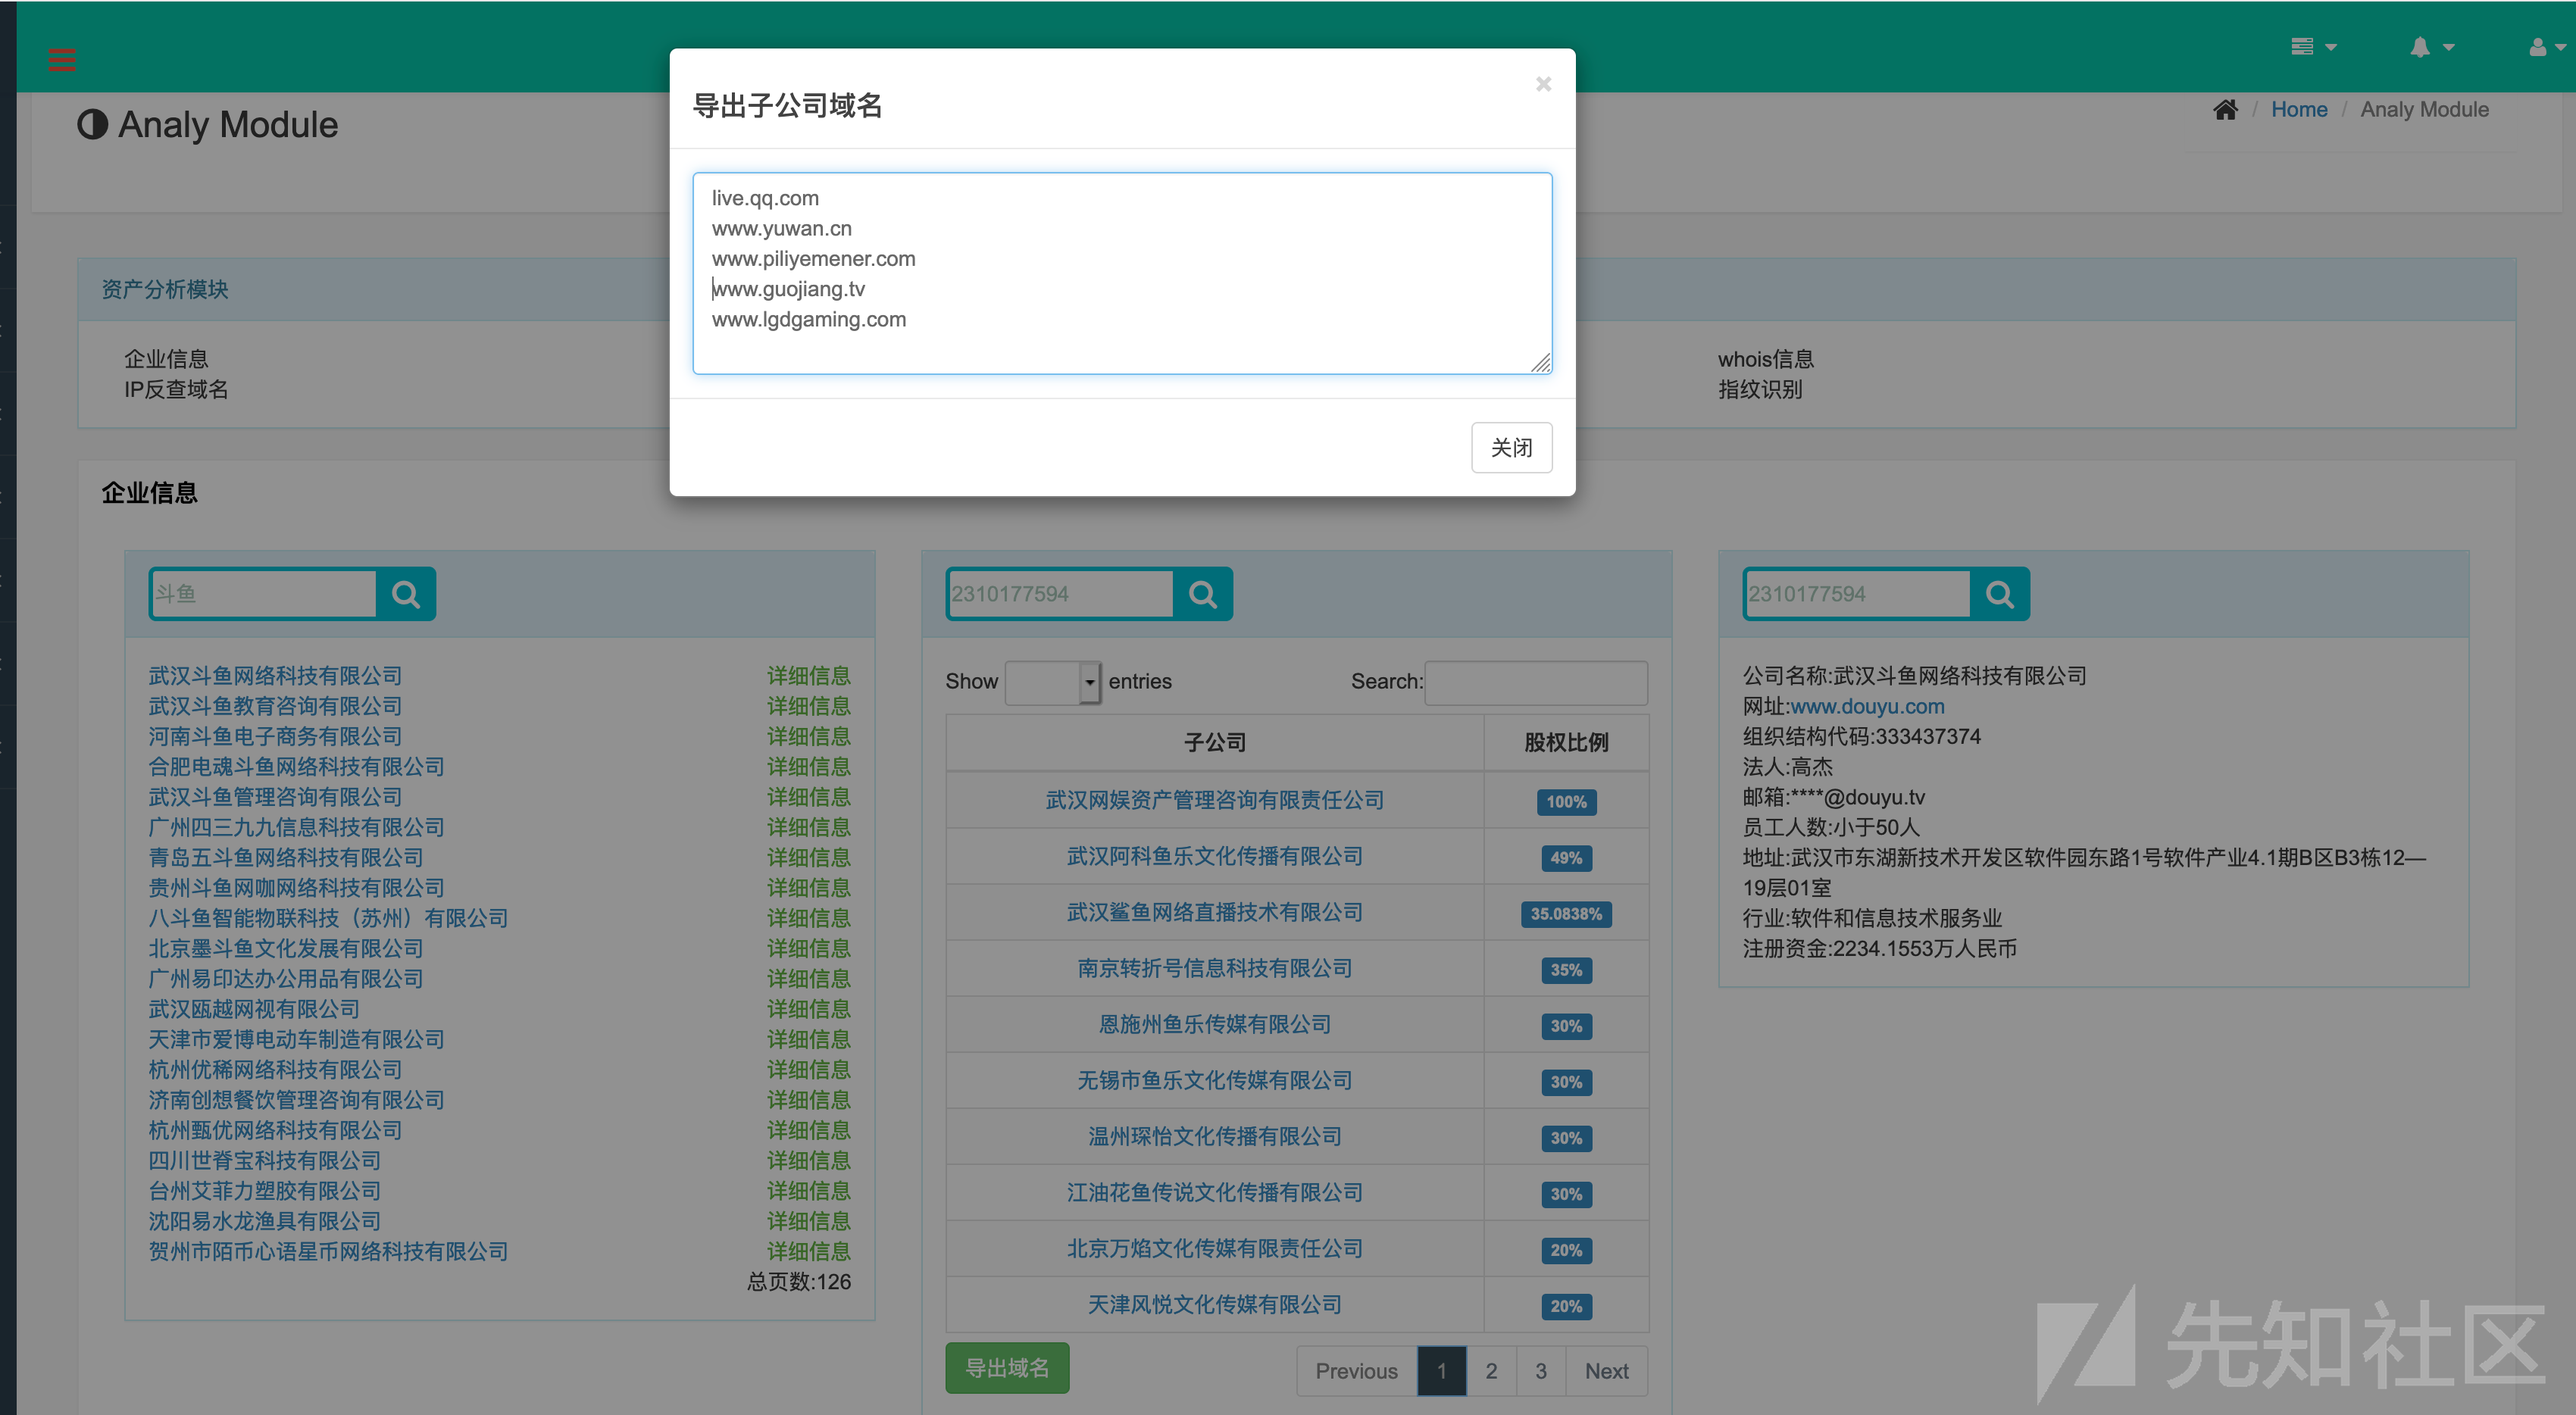 导出子公司域名
×
live.qq.com
www.yuwan.cn
www.piliyemener.com
www.guojiang.tv
www.lgdgaming.com
关闭
Analy Module
/ Home / Analy Module
资产分析模块
企业信息
whois信息
IP反查域名
指纹识别
企业信息
斗鱼
武汉斗鱼网络科技有限公司 详细信息
武汉斗鱼教育咨询有限公司 详细信息
河南斗鱼电子商务有限公司 详细信息
合肥电魂斗鱼网络科技有限公司 详细信息
武汉斗鱼管理咨询有限公司 详细信息
广州四三九九信息科技有限公司 详细信息
青岛五斗鱼网络科技有限公司 详细信息
贵州斗鱼网咖网络科技有限公司 详细信息
八斗鱼智能物联科技（苏州）有限公司 详细信息
北京墨斗鱼文化发展有限公司 详细信息
广州易印达办公用品有限公司 详细信息
武汉瓯越网视有限公司 详细信息
天津市爱博电动车制造有限公司 详细信息
杭州优稀网络科技有限公司 详细信息
济南创想餐饮管理咨询有限公司 详细信息
杭州甄优网络科技有限公司 详细信息
四川世脊宝科技有限公司 详细信息
台州艾菲力塑胶有限公司 详细信息
沈阳易水龙渔具有限公司 详细信息
贺州市陌币心语星币网络科技有限公司 详细信息
总页数:126
2310177594
Show entries Search:
子公司 股权比例
武汉网娱资产管理咨询有限责任公司 100%
武汉阿科鱼乐文化传播有限公司 49%
武汉鲨鱼网络直播技术有限公司 35.0838%
南京转折号信息科技有限公司 35%
恩施州鱼乐传媒有限公司 30%
无锡市鱼乐文化传媒有限公司 30%
温州琛怡文化传播有限公司 30%
江油花鱼传说文化传播有限公司 30%
北京万焰文化传媒有限责任公司 20%
天津风悦文化传媒有限公司 20%
导出域名 Previous 1 2 3 Next
2310177594
公司名称:武汉斗鱼网络科技有限公司
网址:www.douyu.com
组织结构代码:333437374
法人:高杰
邮箱:****@douyu.tv
员工人数:小于50人
地址:武汉市东湖新技术开发区软件园东路1号软件产业4.1期B区B3栋12—
19层01室
行业:软件和信息技术服务业
注册资金:2234.1553万人民币
先知社区